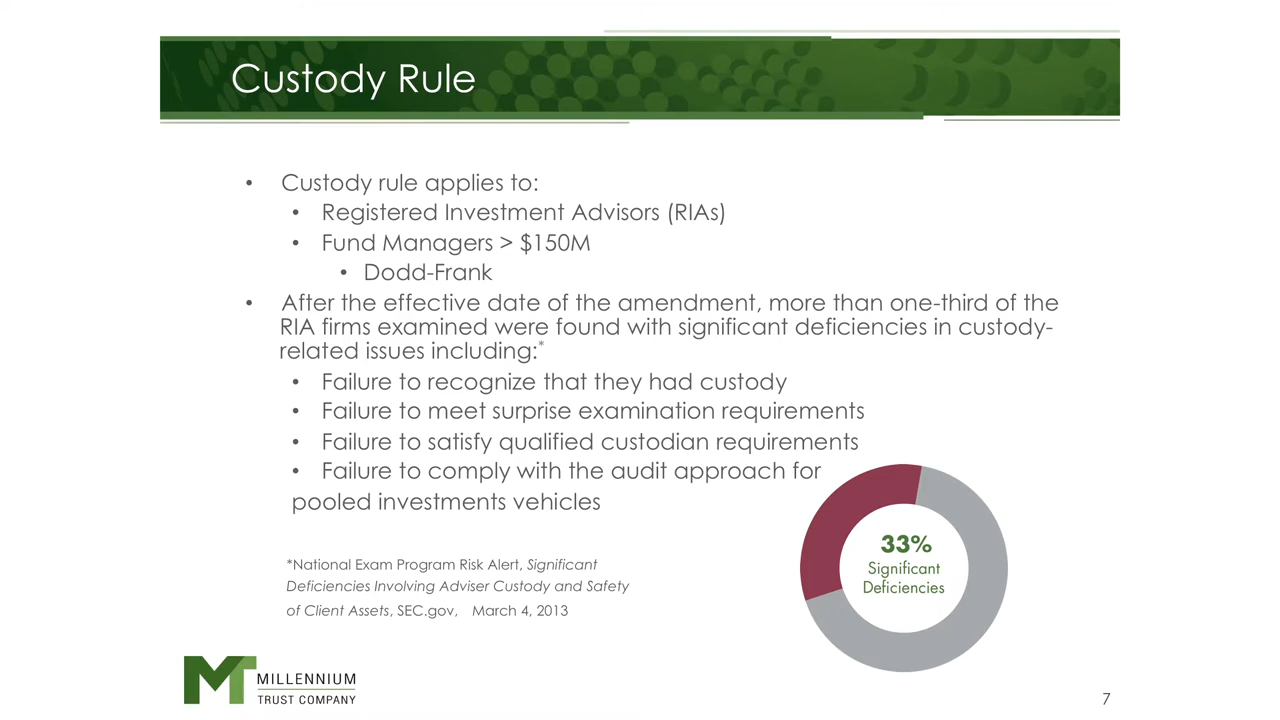 Custody Rule
• Custody rule applies to:
• Registered Investment Advisors (RIAs)
• Fund Managers > $150M
• Dodd-Frank
• After the effective date of the amendment, more than one-third of the
RIA firms examined were found with significant deficiencies in custody-
related issues including:*
• Failure to recognize that they had custody
• Failure to meet surprise examination requirements
• Failure to satisfy qualified custodian requirements
• Failure to comply with the audit approach for
pooled investments vehicles
33%
Significant
Deficiencies
*National Exam Program Risk Alert, Significant
Deficiencies Involving Adviser Custody and Safety
of Client Assets, SEC.gov, March 4, 2013
MT
MILLENNIUM
TRUST COMPANY
7